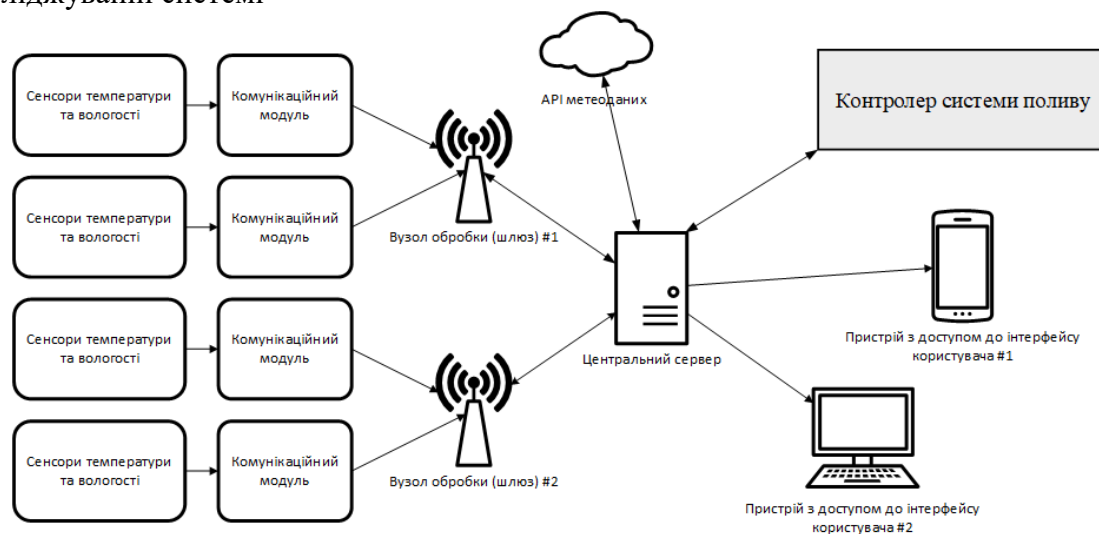 ліджуваній системі
Сенсори температури
та вологості
Комунікаційний
модуль
Сенсори температури
та вологості
Комунікаційний
модуль
Сенсори температури
та вологості
Комунікаційний
модуль
Сенсори температури
та вологості
Комунікаційний
модуль
Вузол обробки (шлюз) #1
Вузол обробки (шлюз) #2
API метеоданих
Центральний сервер
Контролер системи поливу
Пристрій з доступом до інтерфейсу
користувача #1
Пристрій з доступом до інтерфейсу
користувача #2